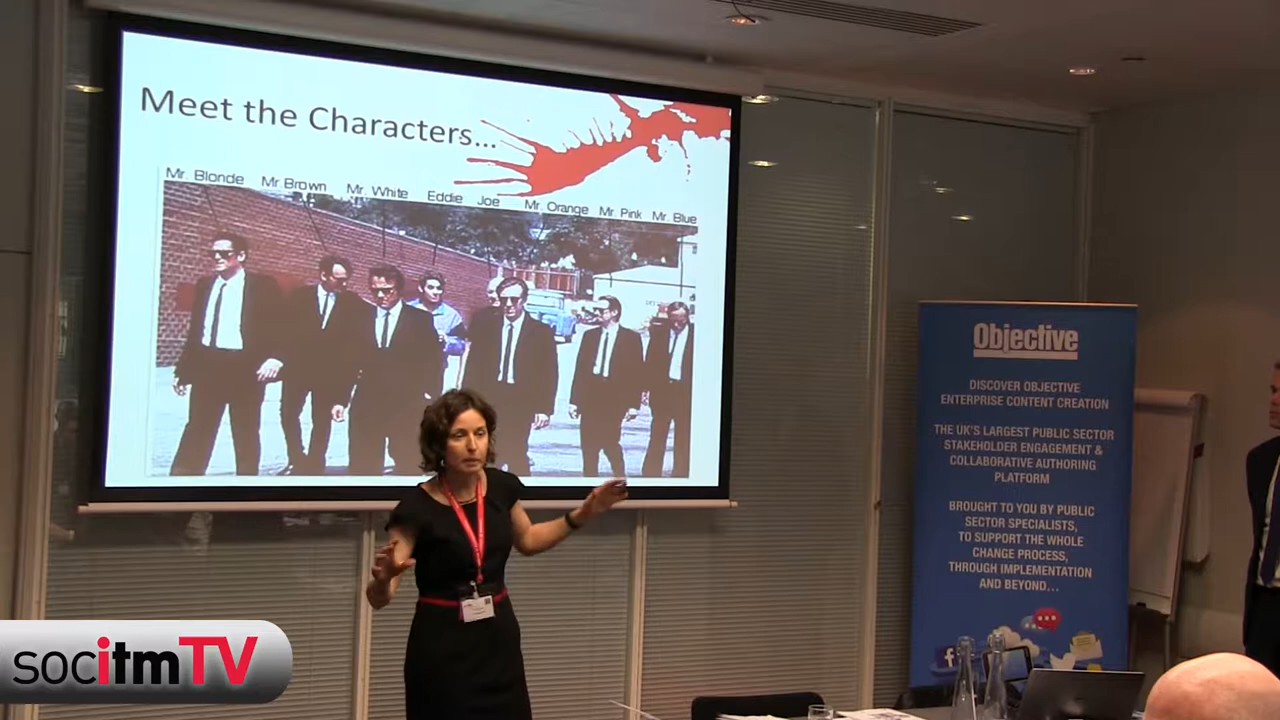 Meet the Characters...
Mr. Blonde Mr Brown Mr. White Eddie Joe Mr. Orange Mr. Pink Mr. Blue
Objective
DISCOVER OBJECTIVE
ENTERPRISE CONTENT CREATION
THE UK'S LARGEST PUBLIC SECTOR
STAKEHOLDER ENGAGEMENT &
COLLABORATIVE AUTHORING
PLATFORM
BROUGHT TO YOU BY PUBLIC
SECTOR SPECIALISTS,
TO SUPPORT THE WHOLE
CHANGE PROCESS,
THROUGH IMPLEMENTATION
AND BEYOND...
f
socitmTV